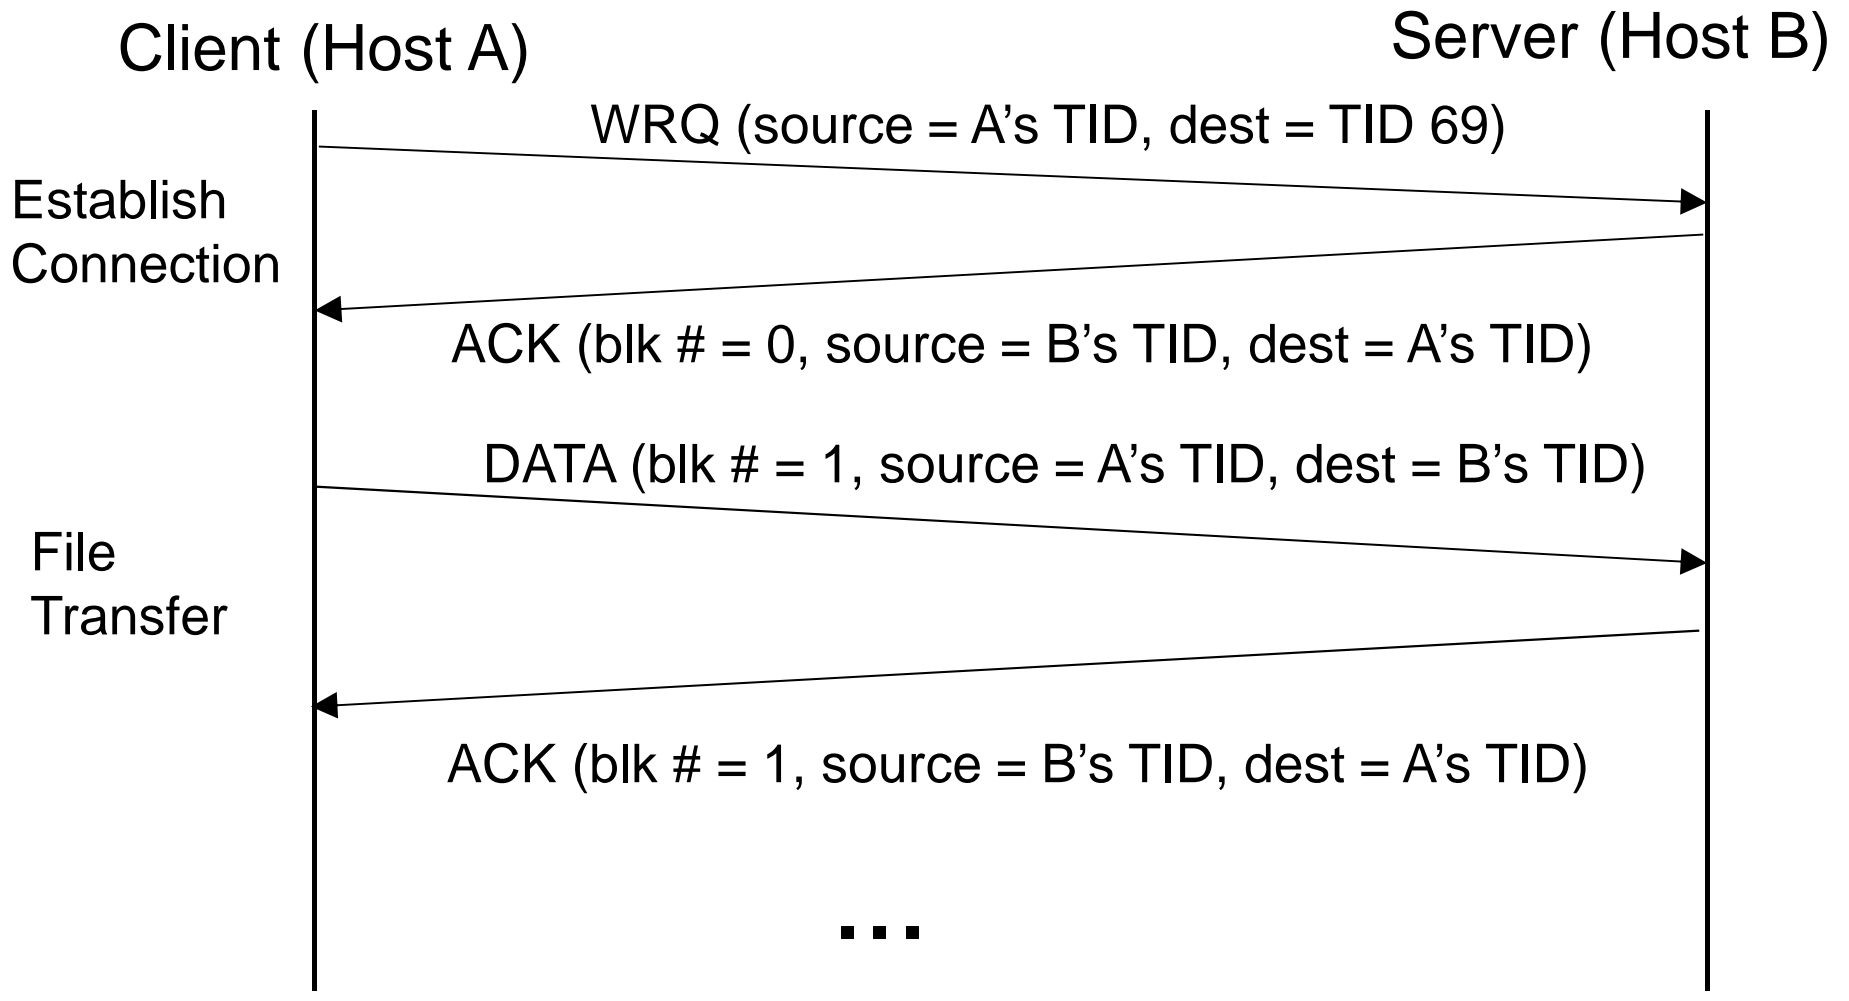 Client (Host A)
Server (Host B)
WRQ (source = A’s TID, dest = TID 69)
Establish
Connection
ACK (blk # = 0, source = B’s TID, dest = A’s TID)
DATA (blk # = 1, source = A’s TID, dest = B’s TID)
File
Transfer
ACK (blk # = 1, source = B’s TID, dest = A’s TID)
...